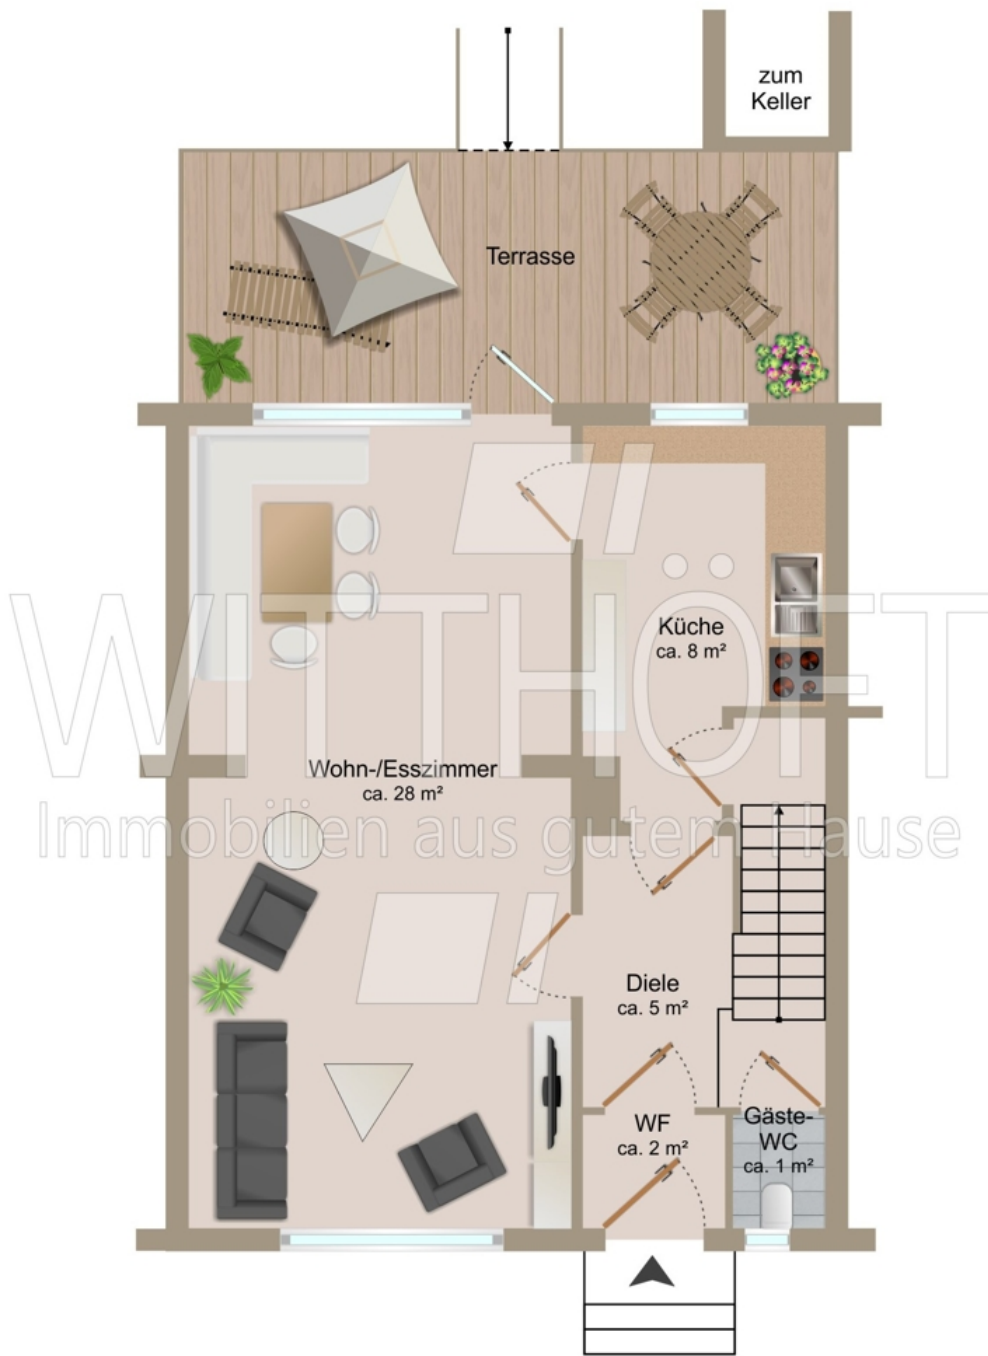 zum
Keller
Terrasse
WITTHÖFT
Küche
ca. 8 m²
Wohn-/Esszimmer
ca. 28 m²
Immobilien aus gutem Hause
Diele
ca. 5 m²
WF
ca. 2 m²
Gäste-
WC
ca. 1 m²